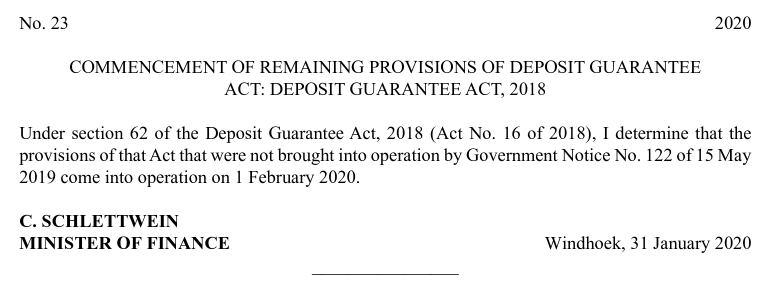 No. 23 2020
COMMENCEMENT OF REMAINING PROVISIONS OF DEPOSIT GUARANTEE
ACT: DEPOSIT GUARANTEE ACT, 2018
Under section 62 of the Deposit Guarantee Act, 2018 (Act No. 16 of 2018), I determine that the
provisions of that Act that were not brought into operation by Government Notice No. 122 of 15 May
2019 come into operation on 1 February 2020.
C. SCHLETTWEIN
MINISTER OF FINANCE Windhoek, 31 January 2020